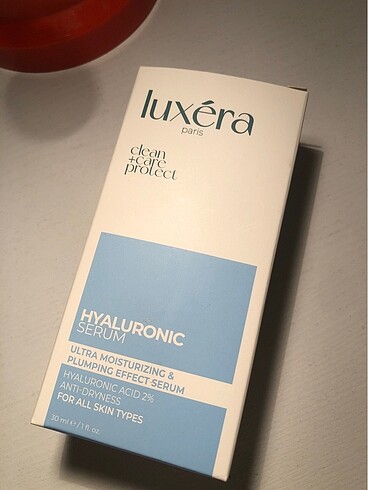 luxéra
paris
clean
+care
protect
HYALURONIC
SERUM
ULTRA MOISTURIZING &
PLUMPING EFFECT SERUM
HYALURONIC ACID 2%
ANTI-DRYNESS
FOR ALL SKIN TYPES
30 ml ℮ / 1 fl. oz.